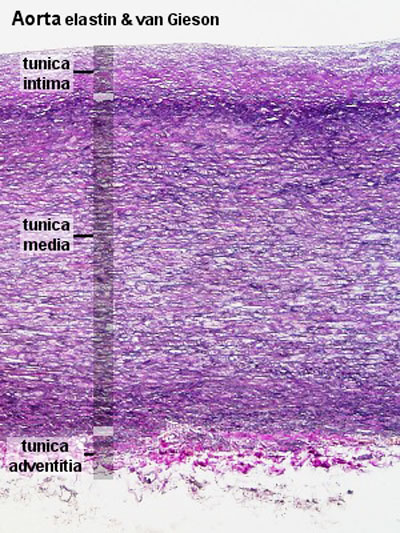 Aorta elastin & van Gieson
tunica
intima
tunica
media
tunica
adventitia